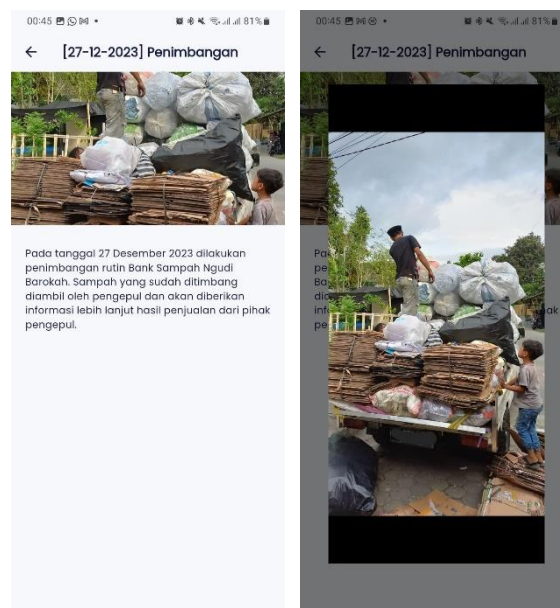 00:45 81%
[27-12-2023] Penimbangan
Pada tanggal 27 Desember 2023 dilakukan
penimbangan rutin Bank Sampah Ngudi
Barokah. Sampah yang sudah ditimbang
diambil oleh pengepul dan akan diberikan
informasi lebih lanjut hasil penjualan dari pihak
pengepul.
00:45 81%
[27-12-2023] Penimbangan